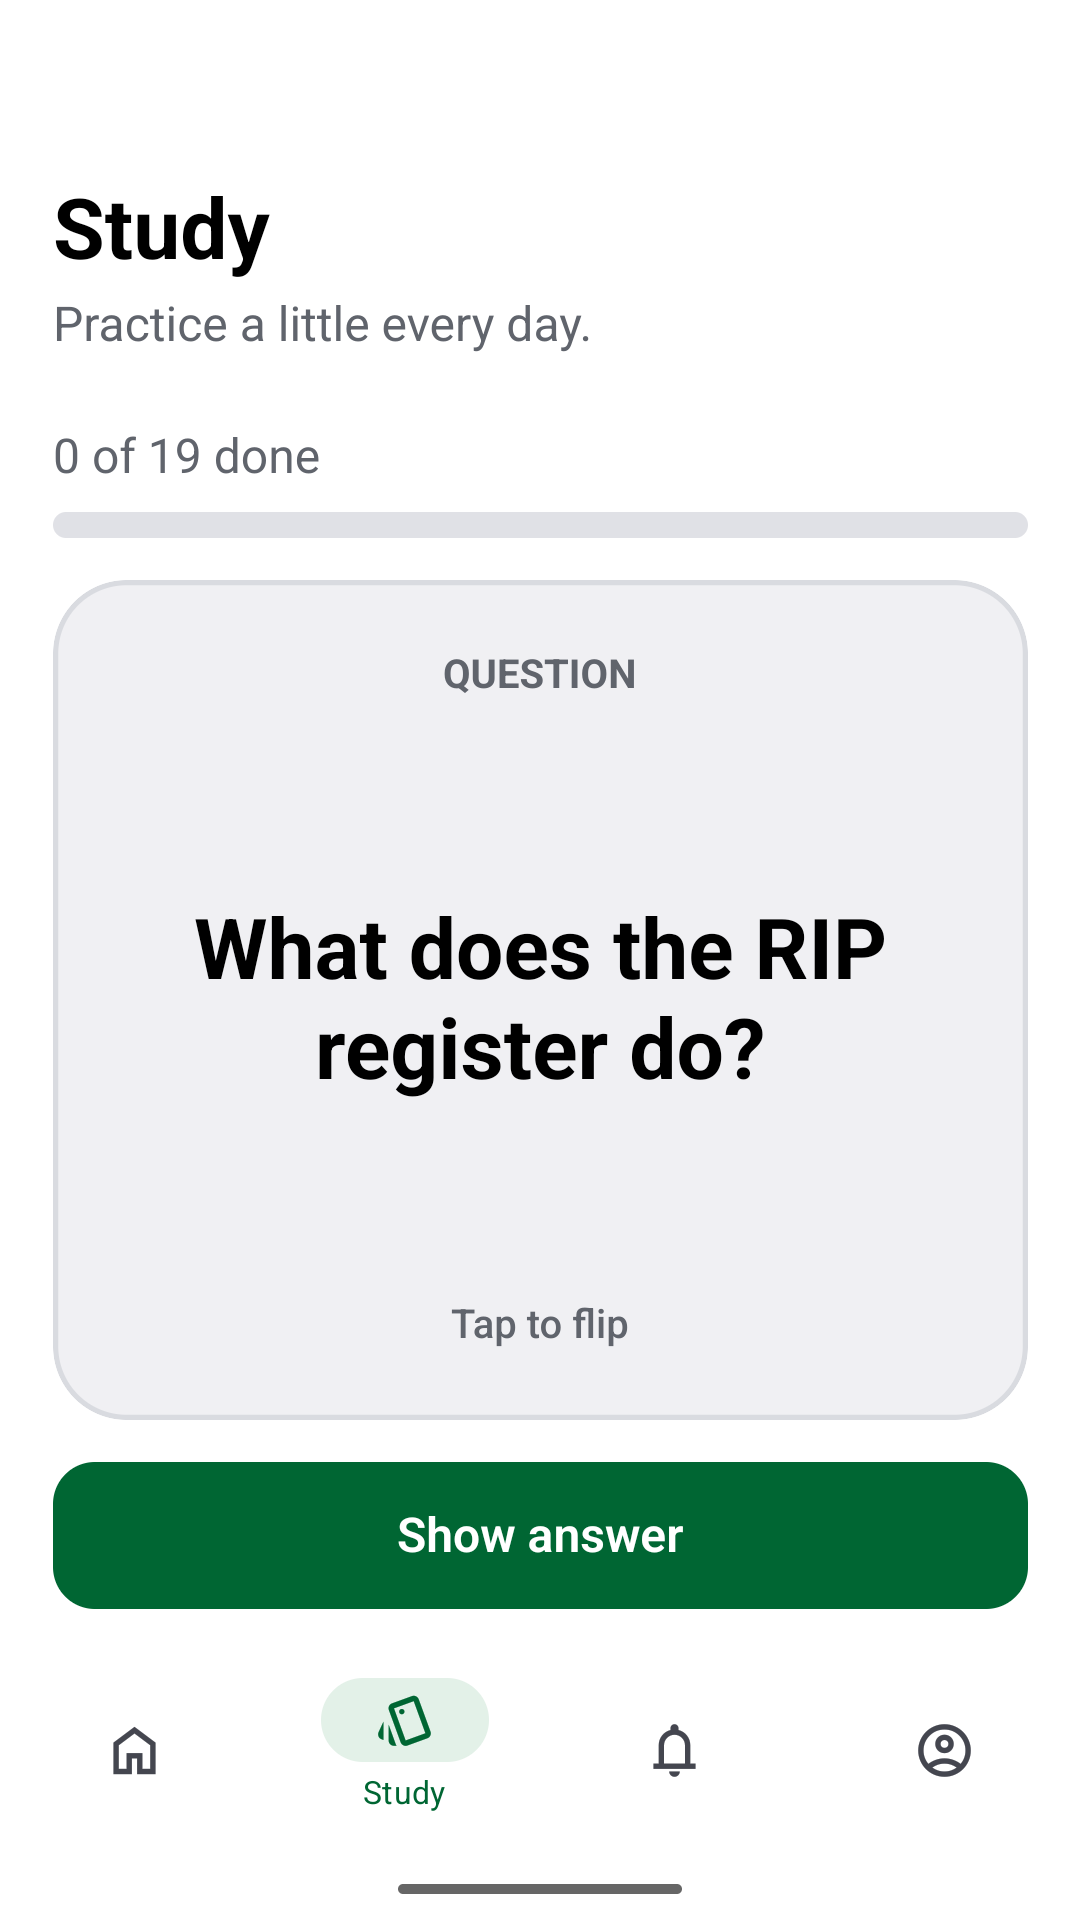 Study
Practice a little every day.
0 of 19 done
QUESTION
What does the RIP
register do?
Tap to flip
Show answer
Study